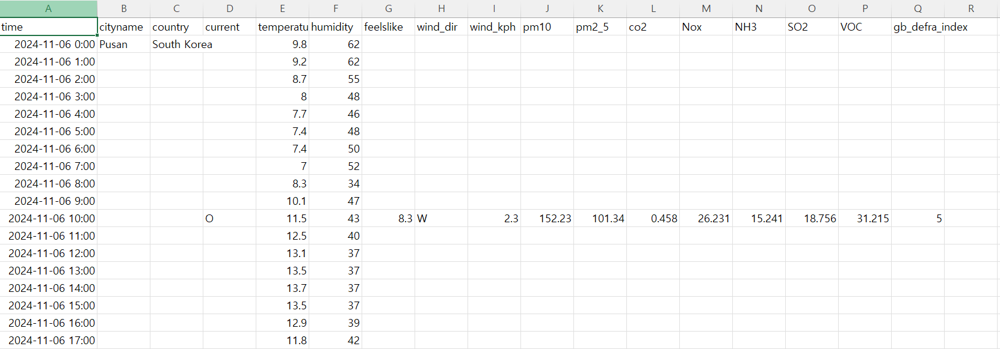 A B C D E F G H I J K L M N O P Q R
time cityname country current temperatu humidity feelslike wind_dir wind_kph pm10 pm2_5 co2 Nox NH3 SO2 VOC gb_defra_index
2024-11-06 0:00 Pusan South Korea 9.8 62
2024-11-06 1:00 9.2 62
2024-11-06 2:00 8.7 55
2024-11-06 3:00 8 48
2024-11-06 4:00 7.7 46
2024-11-06 5:00 7.4 48
2024-11-06 6:00 7.4 50
2024-11-06 7:00 7 52
2024-11-06 8:00 8.3 34
2024-11-06 9:00 10.1 47
2024-11-06 10:00 O 11.5 43 8.3 W 2.3 152.23 101.34 0.458 26.231 15.241 18.756 31.215 5
2024-11-06 11:00 12.5 40
2024-11-06 12:00 13.1 37
2024-11-06 13:00 13.5 37
2024-11-06 14:00 13.7 37
2024-11-06 15:00 13.5 37
2024-11-06 16:00 12.9 39
2024-11-06 17:00 11.8 42